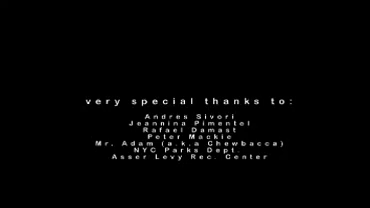 very special thanks to:
Andres Sivori
Jeannina Pimentel
Rafael Damast
Peter Mackie
Mr. Adam (a.k.a Chewbacca)
NYC Parks Dept.
Asser Levy Rec. Center